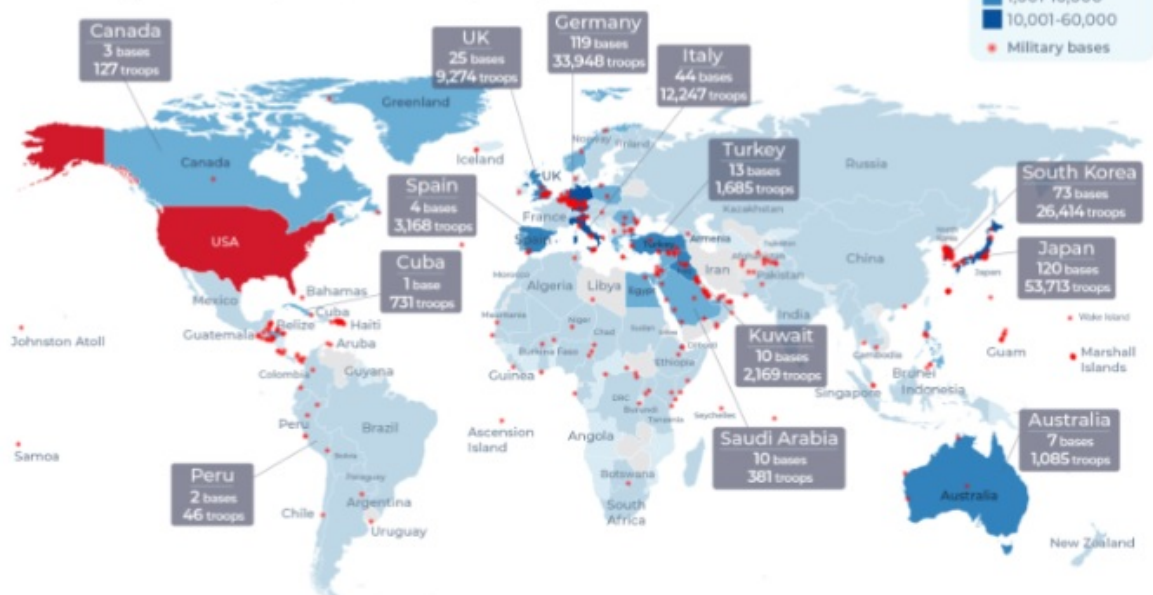 10,001-60,000
Military bases
Canada
3 bases
127 troops
UK
25 bases
9,274 troops
Germany
119 bases
33,948 troops
Italy
44 bases
12,247 troops
Turkey
13 bases
1,685 troops
South Korea
73 bases
26,414 troops
Japan
120 bases
53,713 troops
Spain
4 bases
3,168 troops
Cuba
1 base
731 troops
Kuwait
10 bases
2,169 troops
Saudi Arabia
10 bases
381 troops
Australia
7 bases
1,085 troops
Peru
2 bases
46 troops
Greenland
Canada
Iceland
Norway
Finland
Russia
UK
France
Spain
USA
Kazakhstan
Armenia
Turkey
Iran
Pakistan
China
Japan
India
Mexico
Bahamas
Cuba
Belize
Haiti
Guatemala
Aruba
Johnston Atoll
Morocco
Algeria
Libya
Egypt
Mauritania
Niger
Chad
Sudan
Burkina Faso
Djibouti
Ethiopia
Guinea
Colombia
Guyana
Wake Island
Guam
Marshall
Islands
Cambodia
Brunei
Singapore
Indonesia
DRC
Burundi
Tanzania
Seychelles
Peru
Brazil
Ascension
Island
Angola
Samoa
Bolivia
Paraguay
Botswana
Argentina
Chile
Uruguay
South
Africa
Australia
New Zealand